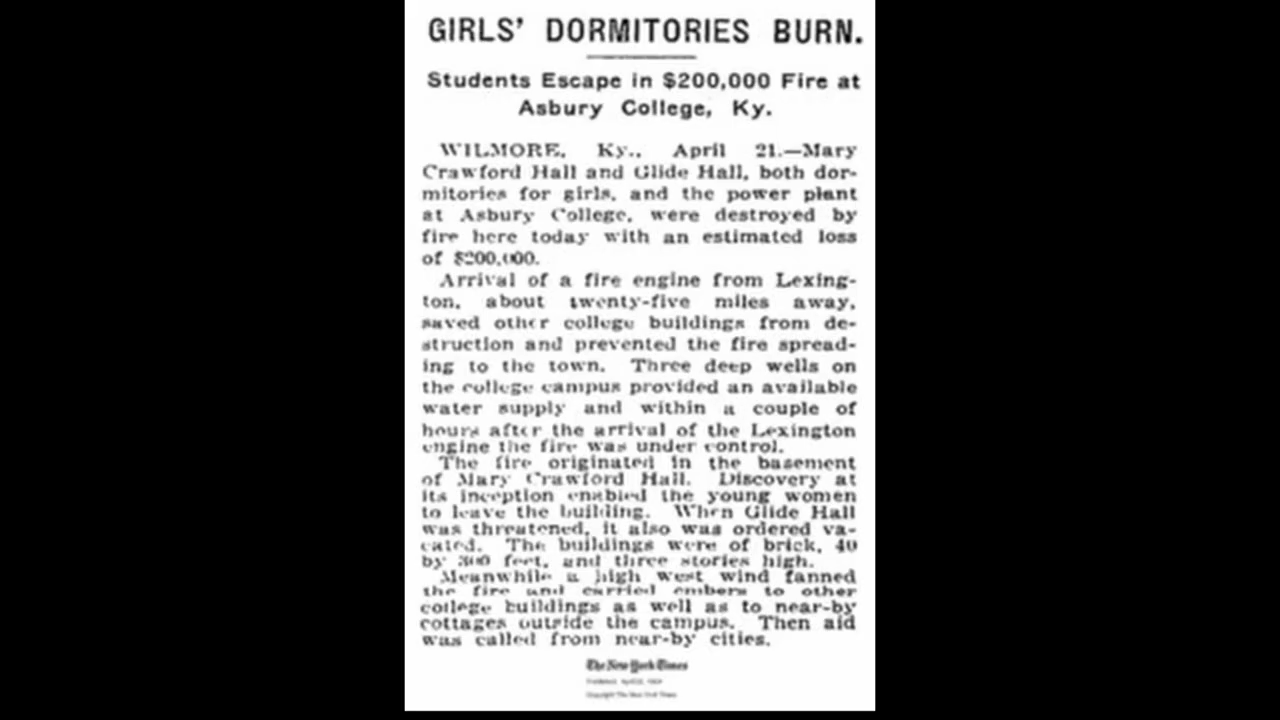 GIRLS' DORMITORIES BURN.
Students Escape in $200,000 Fire at
Asbury College, Ky.
WILMORE, Ky., April 21.—Mary
Crawford Hall and Glide Hall, both dor-
mitories for girls, and the power plant
at Asbury College, were destroyed by
fire here today with an estimated loss
of $200,000.
Arrival of a fire engine from Lexing-
ton, about twenty-five miles away,
saved other college buildings from de-
struction and prevented the fire spread-
ing to the town. Three deep wells on
the college campus provided an available
water supply and within a couple of
hours after the arrival of the Lexington
engine the fire was under control.
The fire originated in the basement
of Mary Crawford Hall. Discovery at
its inception enabled the young women
to leave the building. When Glide Hall
was threatened, it also was ordered va-
cated. The buildings were of brick, 40
by 300 feet, and three stories high.
Meanwhile a high west wind fanned
the fire and carried embers to other
college buildings as well as to near-by
cottages outside the campus. Then aid
was called from near-by cities.
The New York Times
Copyright The New York Times